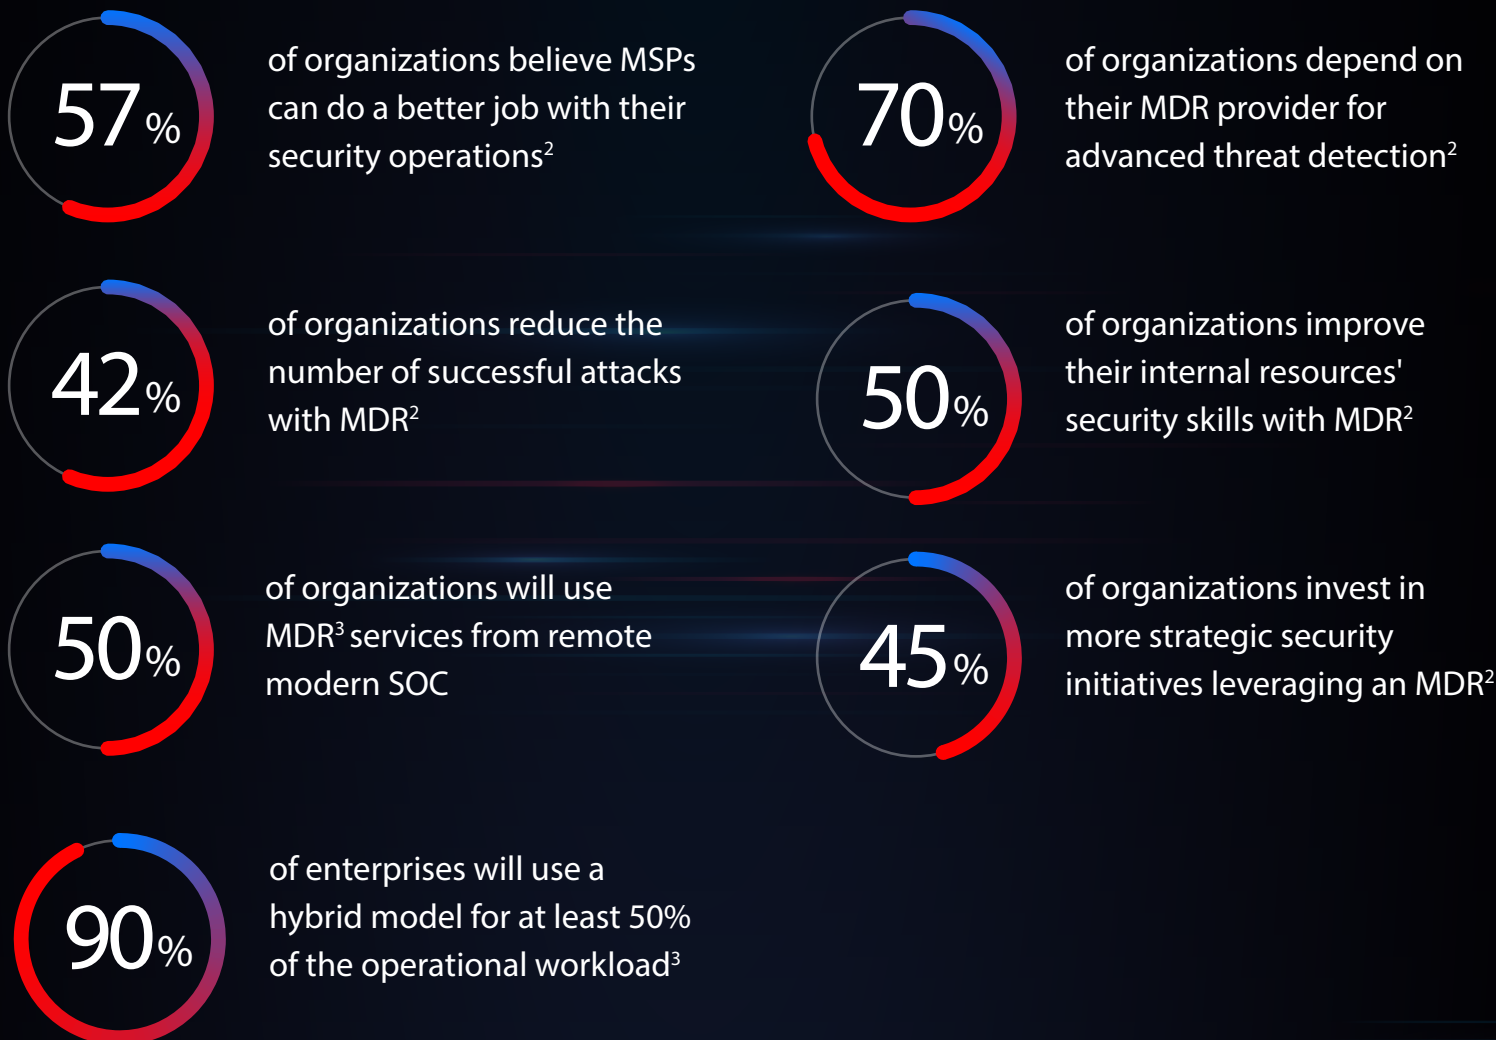 57%
of organizations believe MSPs
can do a better job with their
security operations²
70%
of organizations depend on
their MDR provider for
advanced threat detection²
42%
of organizations reduce the
number of successful attacks
with MDR²
50%
of organizations improve
their internal resources'
security skills with MDR²
50%
of organizations will use
MDR³ services from remote
modern SOC
45%
of organizations invest in
more strategic security
initiatives leveraging an MDR²
90%
of enterprises will use a
hybrid model for at least 50%
of the operational workload³